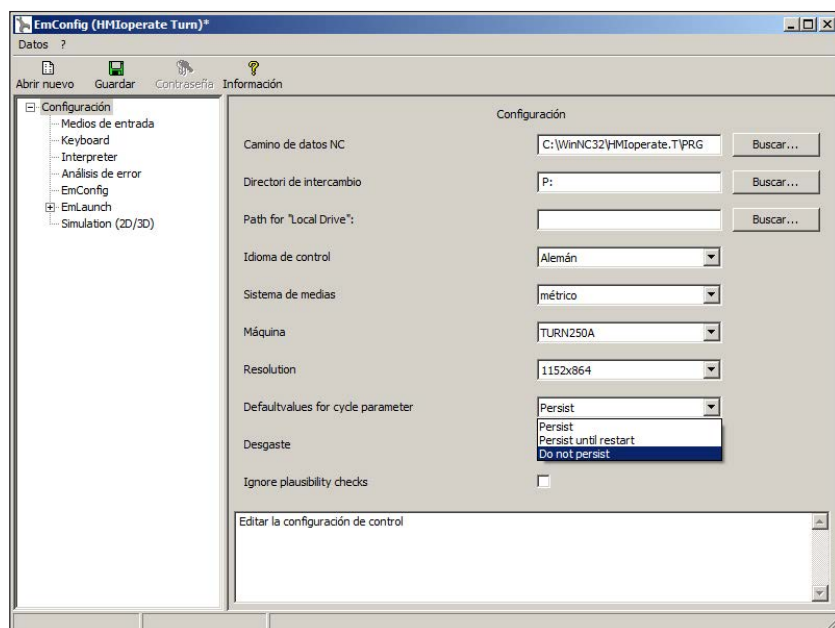 EmConfig (HMIoperate Turn)*
Datos ?
Abrir nuevo Guardar Contraseña Información
Configuración
Medios de entrada
Keyboard
Interpreter
Análisis de error
EmConfig
EmLaunch
Simulation (2D/3D)
Configuración
Camino de datos NC C:\WinNC32\HMIoperate.T\PRG Buscar...
Directori de intercambio P: Buscar...
Path for "Local Drive": Buscar...
Idioma de control Alemán
Sistema de medias métrico
Máquina TURN250A
Resolution 1152x864
Defaultvalues for cycle parameter Persist
Persist
Persist until restart
Desgaste
Do not persist
Ignore plausibility checks
Editar la configuración de control